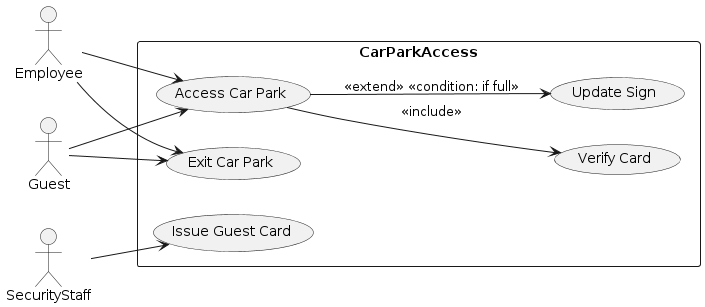 CarParkAccess
Employee
Guest
SecurityStaff
Access Car Park
«extend» «condition: if full»
Update Sign
«include»
Exit Car Park
Verify Card
Issue Guest Card